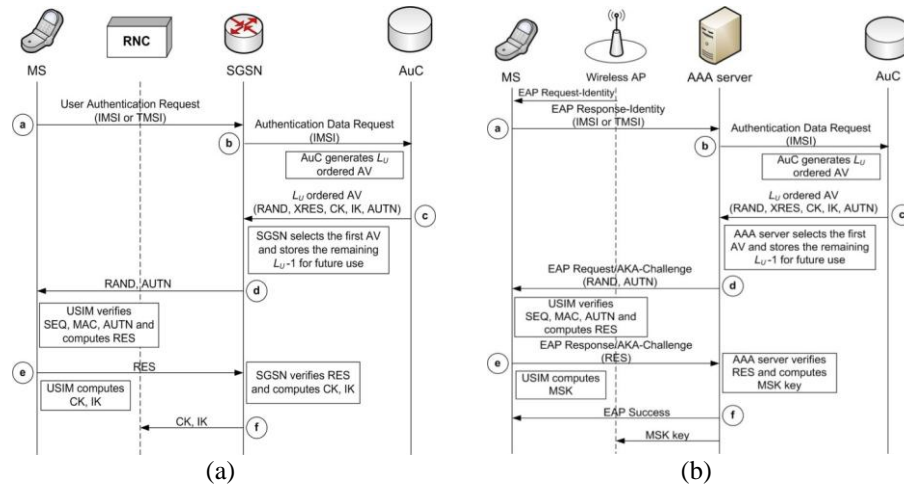 RNC
MS
SGSN
AuC
User Authentication Request
(IMSI or TMSI)
a
Authentication Data Request
(IMSI)
b
AuC generates LU
ordered AV
LU ordered AV
(RAND, XRES, CK, IK, AUTN)
c
SGSN selects the first AV
and stores the remaining
LU-1 for future use
RAND, AUTN
d
USIM verifies
SEQ, MAC, AUTN and
computes RES
e
RES
USIM computes
CK, IK
SGSN verifies RES
and computes CK, IK
CK, IK
f
(a)
MS
Wireless AP
AAA server
AuC
EAP Request-Identity
EAP Response-Identity
(IMSI or TMSI)
a
Authentication Data Request
(IMSI)
b
AuC generates LU
ordered AV
LU ordered AV
(RAND, XRES, CK, IK, AUTN)
c
AAA server selects the first
AV and stores the remaining
LU-1 for future use
EAP Request/AKA-Challenge
(RAND, AUTN)
d
USIM verifies
SEQ, MAC, AUTN and
computes RES
e
EAP Response/AKA-Challenge
(RES)
USIM computes
MSK
AAA server verifies
RES and computes
MSK key
EAP Success
f
MSK key
(b)